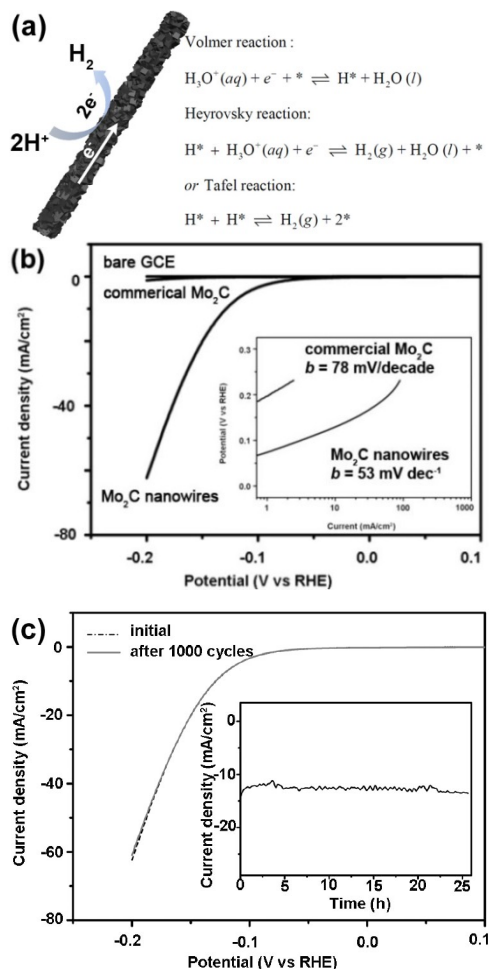 (a)
H₂
2e⁻
2H⁺
e⁻
Volmer reaction :
H₃O⁺(aq) + e⁻ + * ⇌ H* + H₂O (l)
Heyrovsky reaction:
H* + H₃O⁺(aq) + e⁻ ⇌ H₂(g) + H₂O (l) + *
or Tafel reaction:
H* + H* ⇌ H₂(g) + 2*
(b)
bare GCE
commerical Mo₂C
Mo₂C nanowires
0
-40
-80
Current density (mA/cm²)
-0.2 -0.1 0.0 0.1
Potential (V vs RHE)
commercial Mo₂C
b = 78 mV/decade
Mo₂C nanowires
b = 53 mV dec⁻¹
0.3
0.2
0.1
0.0
Potential (V vs RHE)
1 10 100 1000
Current (mA/cm²)
(c)
initial
after 1000 cycles
0
-20
-40
-60
-80
Current density (mA/cm²)
-0.2 -0.1 0.0 0.1
Potential (V vs RHE)
0
-10
-20
Current density (mA/cm²)
0 5 10 15 20 25
Time (h)